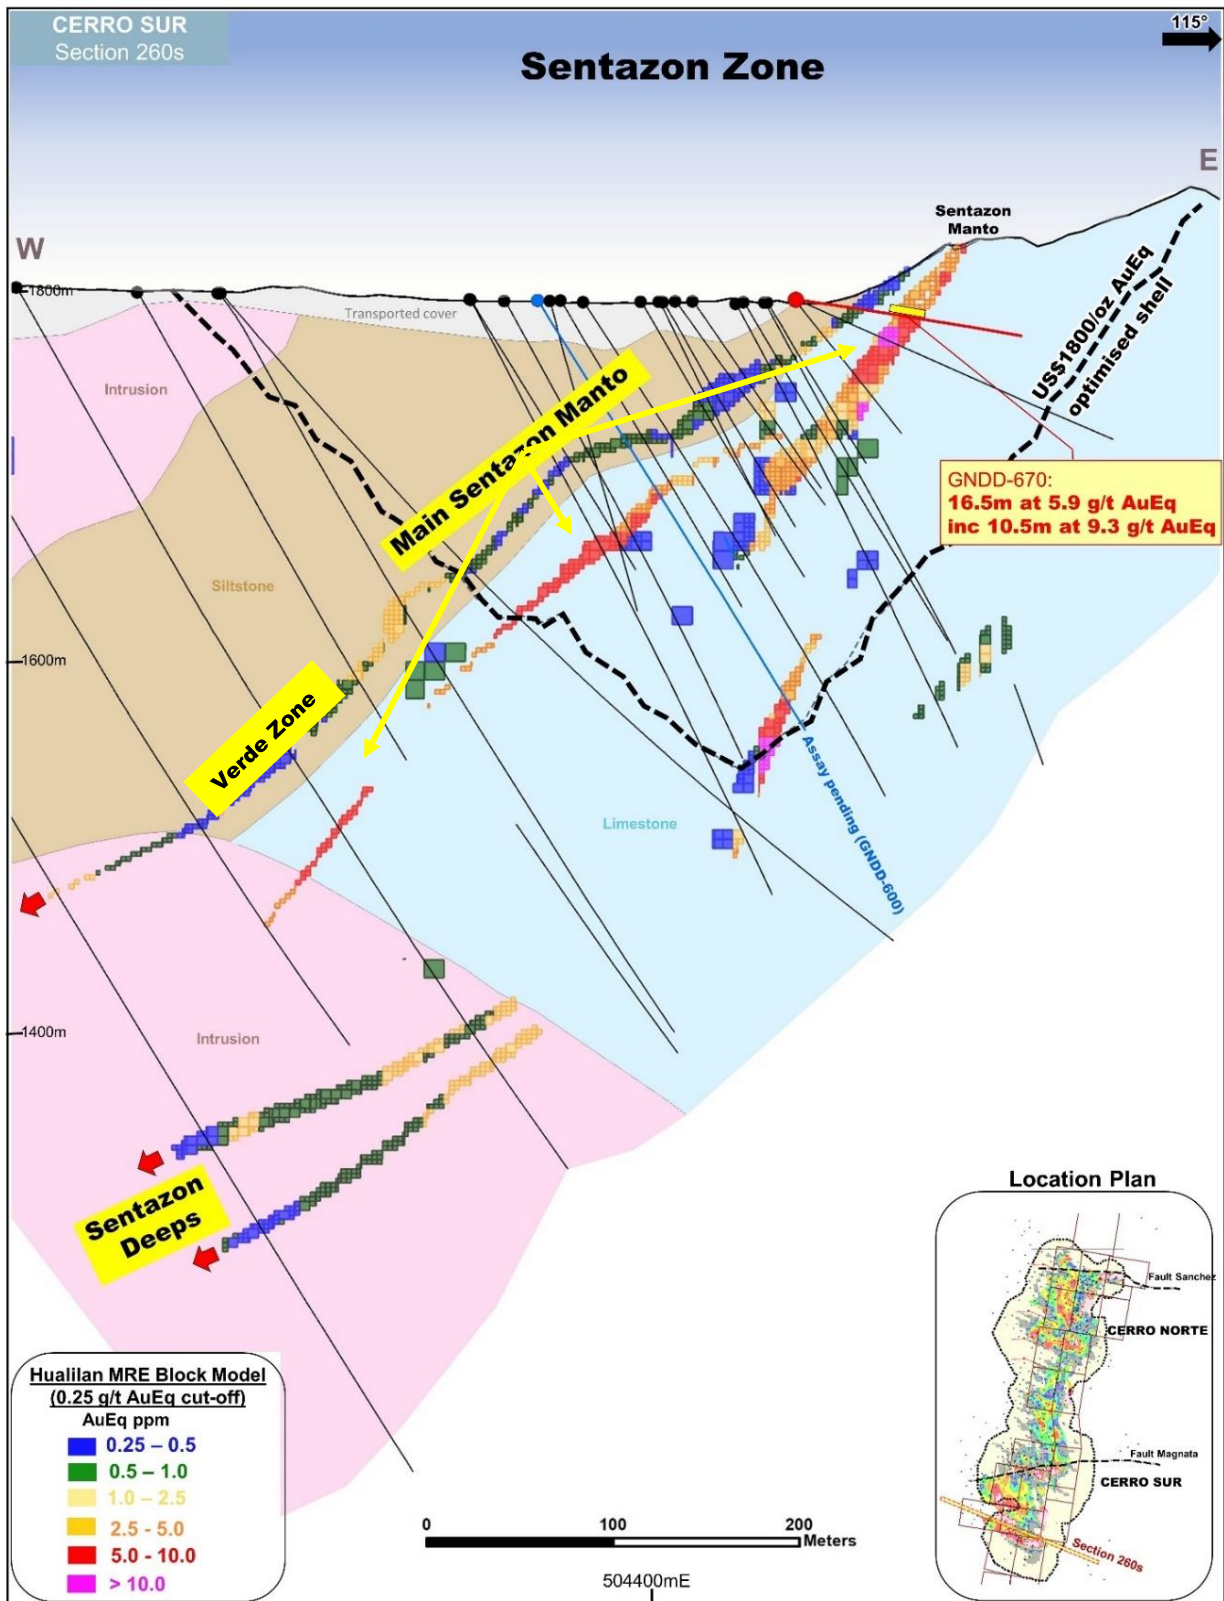 CERRO SUR
Section 260s
115°
Sentazon Zone
E
Sentazon
Manto
W
1800m
Transported cover
US$1800/oz AuEq
optimised shell
Intrusion
Main Sentazon Manto
GNDD-670:
16.5m at 5.9 g/t AuEq
inc 10.5m at 9.3 g/t AuEq
Siltstone
1600m
Verde Zone
Assay pending (GNDD-600)
Limestone
1400m
Intrusion
Sentazon
Deeps
Location Plan
Fault Sanchez
CERRO NORTE
Fault Magnata
CERRO SUR
Section 260s
Hualilan MRE Block Model
(0.25 g/t AuEq cut-off)
AuEq ppm
0.25 – 0.5
0.5 – 1.0
1.0 – 2.5
2.5 - 5.0
5.0 - 10.0
> 10.0
0 100 200
Meters
504400mE